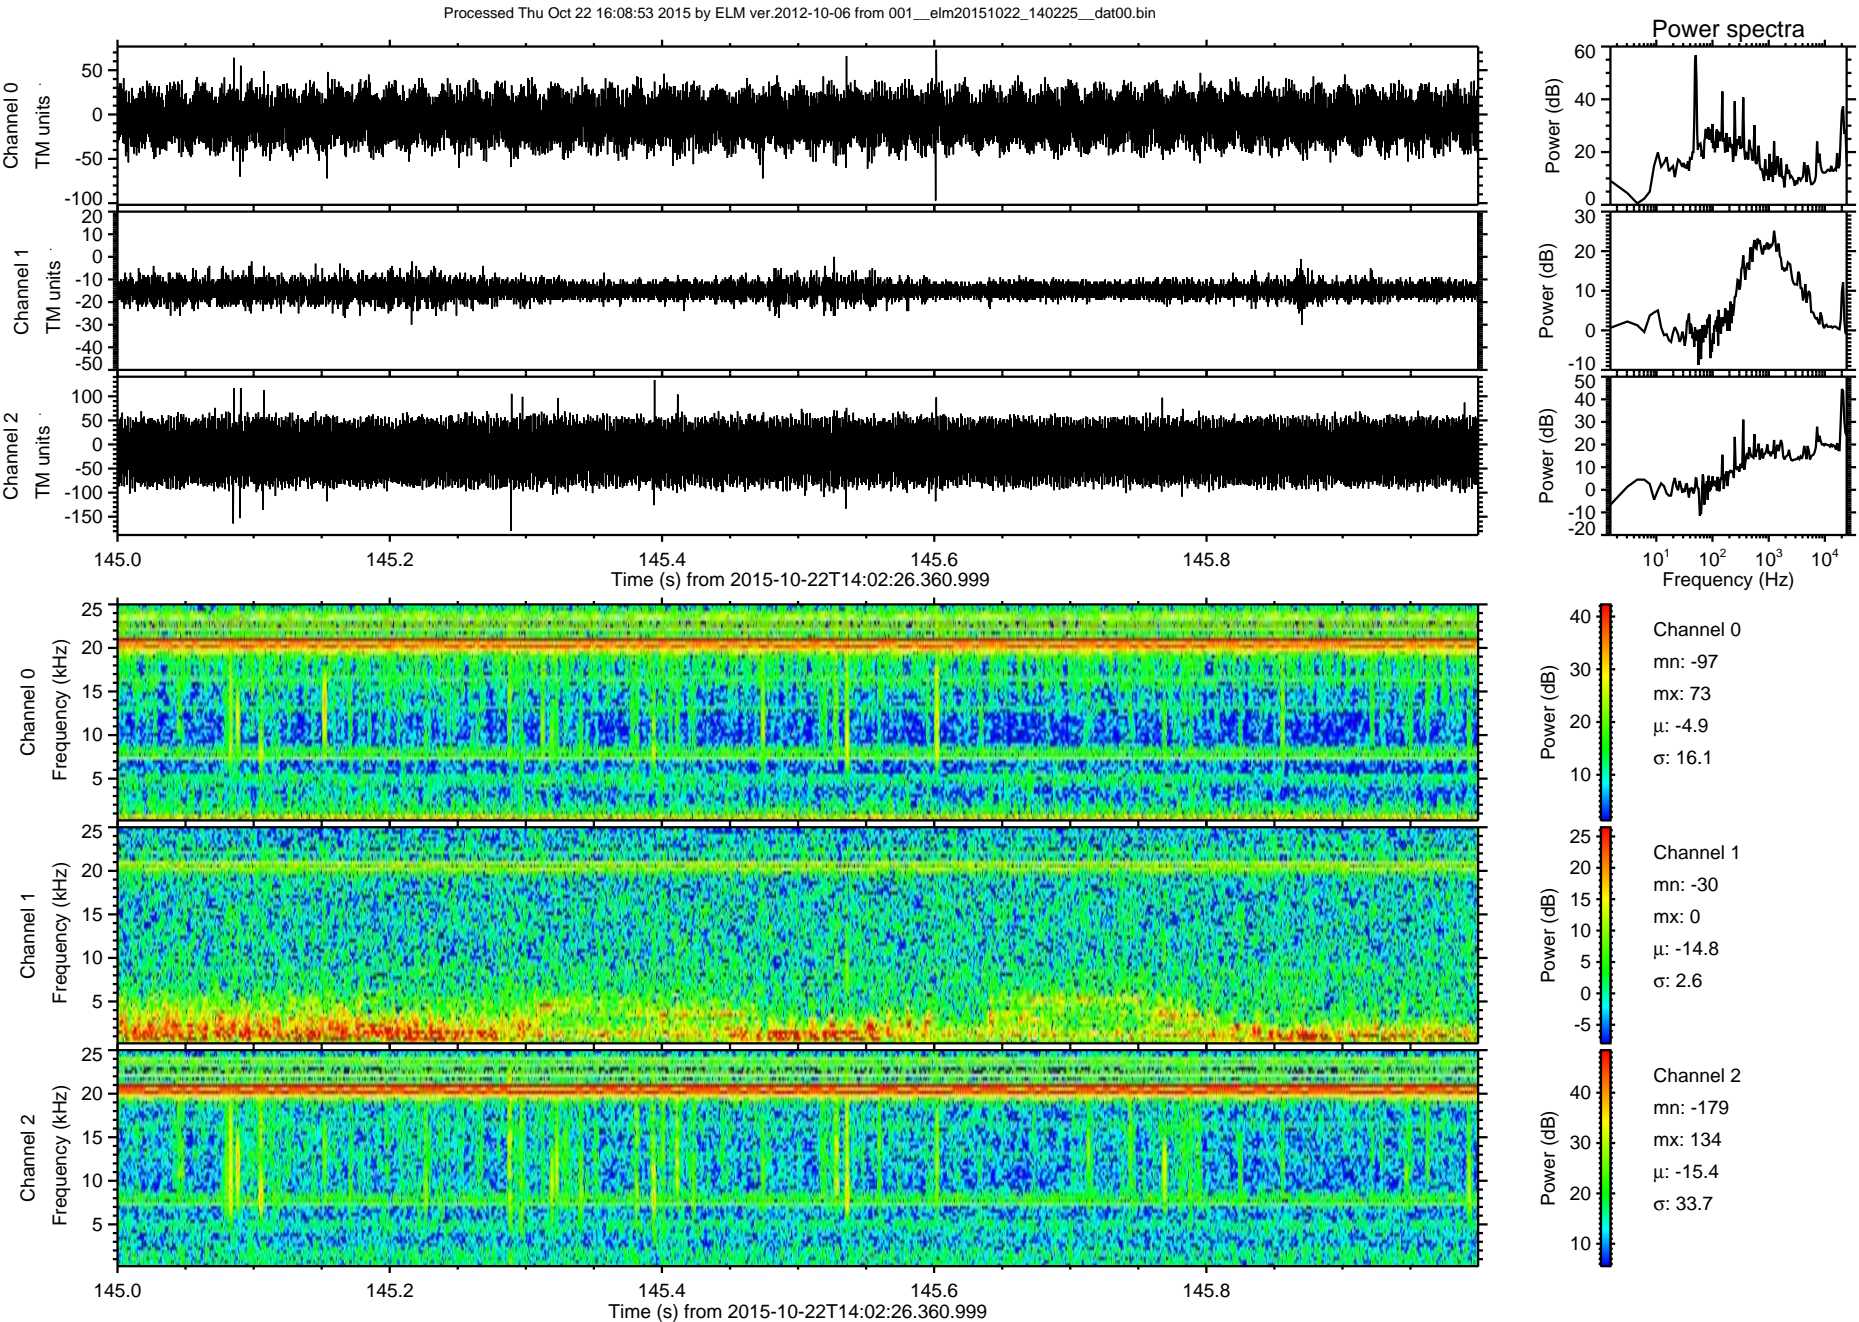 Processed Thu Oct 22 16:08:53 2015 by ELM ver.2012-10-06 from 001__elm20151022_140225__dat00.bin
Power spectra
Channel 0
TM units
50
0
-50
-100
Power (dB)
60
40
20
0
Channel 1
TM units
20
10
0
-10
-20
-30
-40
-50
Power (dB)
30
20
10
0
-10
Channel 2
TM units
100
50
0
-50
-100
-150
Power (dB)
50
40
30
20
10
0
-10
-20
145.0 145.2 145.4 145.6 145.8
Time (s) from 2015-10-22T14:02:26.360.999
10¹ 10² 10³ 10⁴
Frequency (Hz)
Channel 0
Frequency (kHz)
25
20
15
10
5
Power (dB)
40
30
20
10
Channel 0
mn: -97
mx: 73
μ: -4.9
σ: 16.1
Channel 1
Frequency (kHz)
25
20
15
10
5
Power (dB)
25
20
15
10
5
0
-5
Channel 1
mn: -30
mx: 0
μ: -14.8
σ: 2.6
Channel 2
Frequency (kHz)
25
20
15
10
5
Power (dB)
40
30
20
10
Channel 2
mn: -179
mx: 134
μ: -15.4
σ: 33.7
145.0 145.2 145.4 145.6 145.8
Time (s) from 2015-10-22T14:02:26.360.999